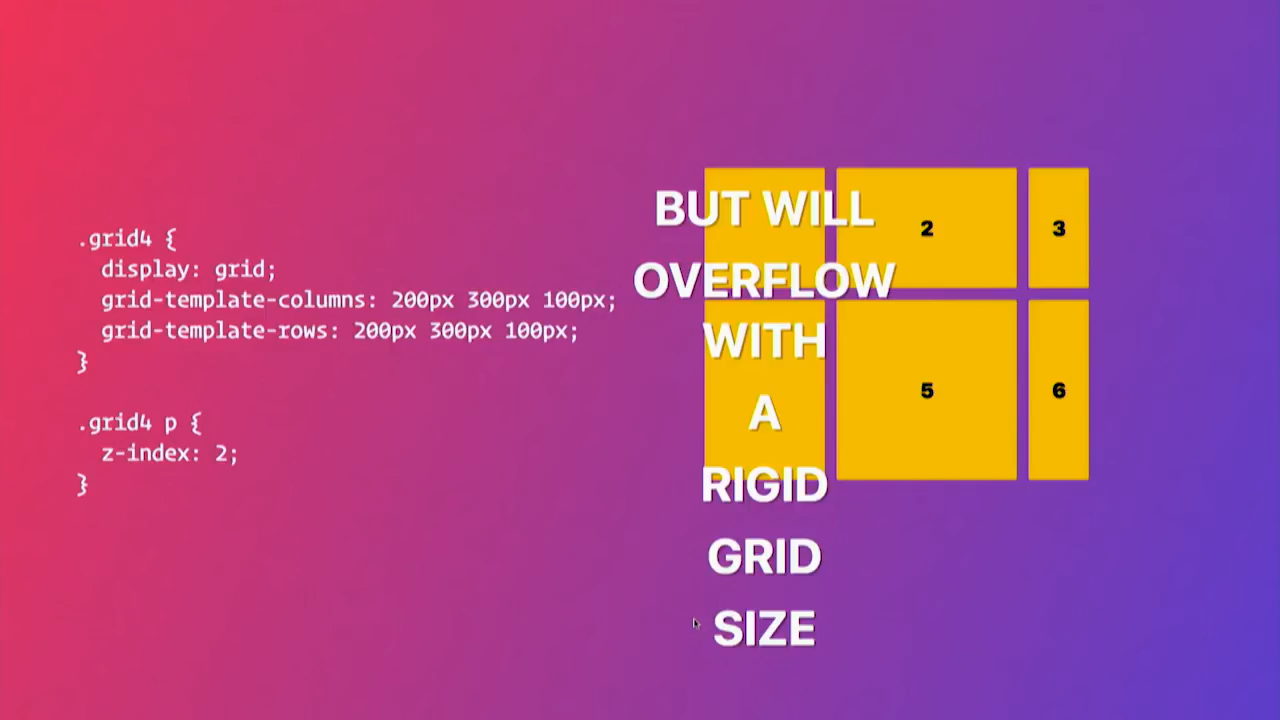 .grid4 {
display: grid;
grid-template-columns: 200px 300px 100px;
grid-template-rows: 200px 300px 100px;
}
.grid4 p {
z-index: 2;
}
BUT WILL
OVERFLOW
WITH
A
RIGID
GRID
SIZE
2
3
5
6